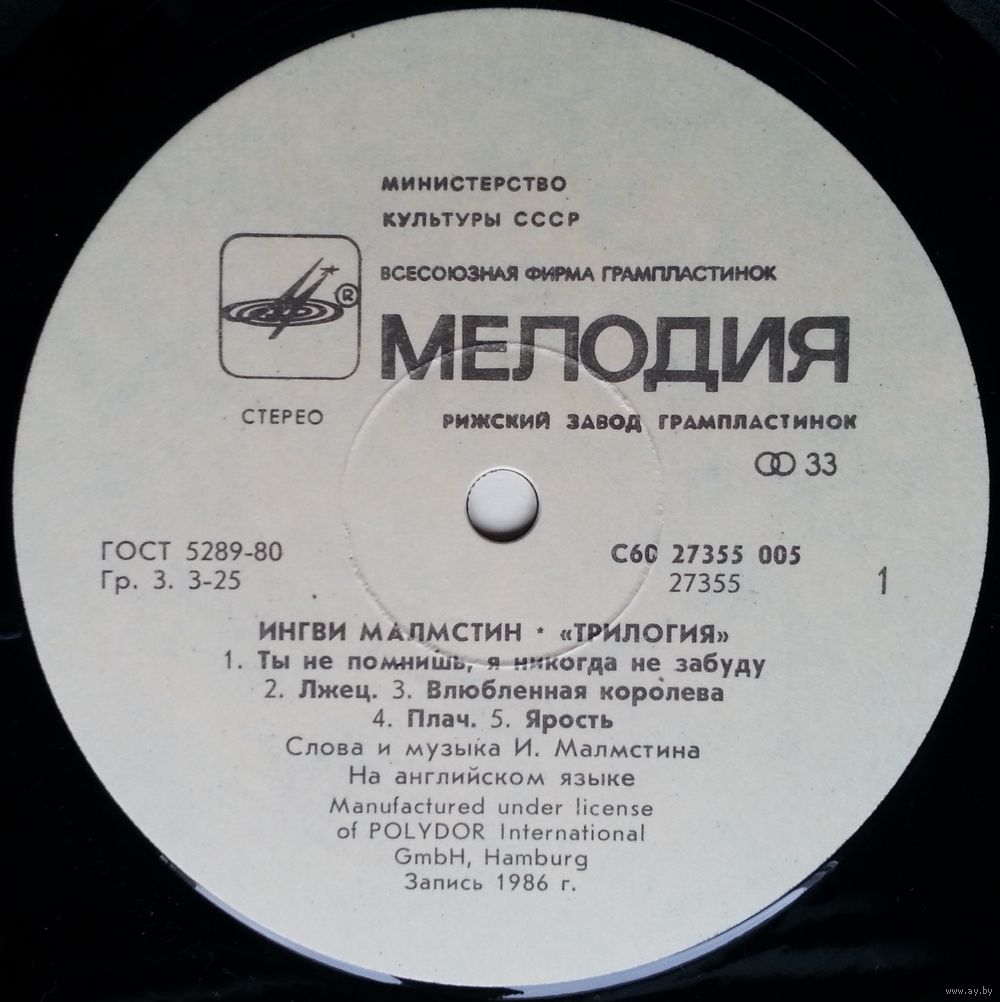 МИНИСТЕРСТВО
КУЛЬТУРЫ СССР
ВСЕСОЮЗНАЯ ФИРМА ГРАМПЛАСТИНОК
®
МЕЛОДИЯ
СТЕРЕО
РИЖСКИЙ ЗАВОД ГРАМПЛАСТИНОК
33
ГОСТ 5289-80
Гр. 3. 3-25
С60 27355 005
27355
1
ИНГВИ МАЛМСТИН · «ТРИЛОГИЯ»
1. Ты не помнишь, я никогда не забуду
2. Лжец. 3. Влюбленная королева
4. Плач. 5. Ярость
Слова и музыка И. Малмстина
На английском языке
Manufactured under license
of POLYDOR International
GmbH, Hamburg
Запись 1986 г.
www.ay.by